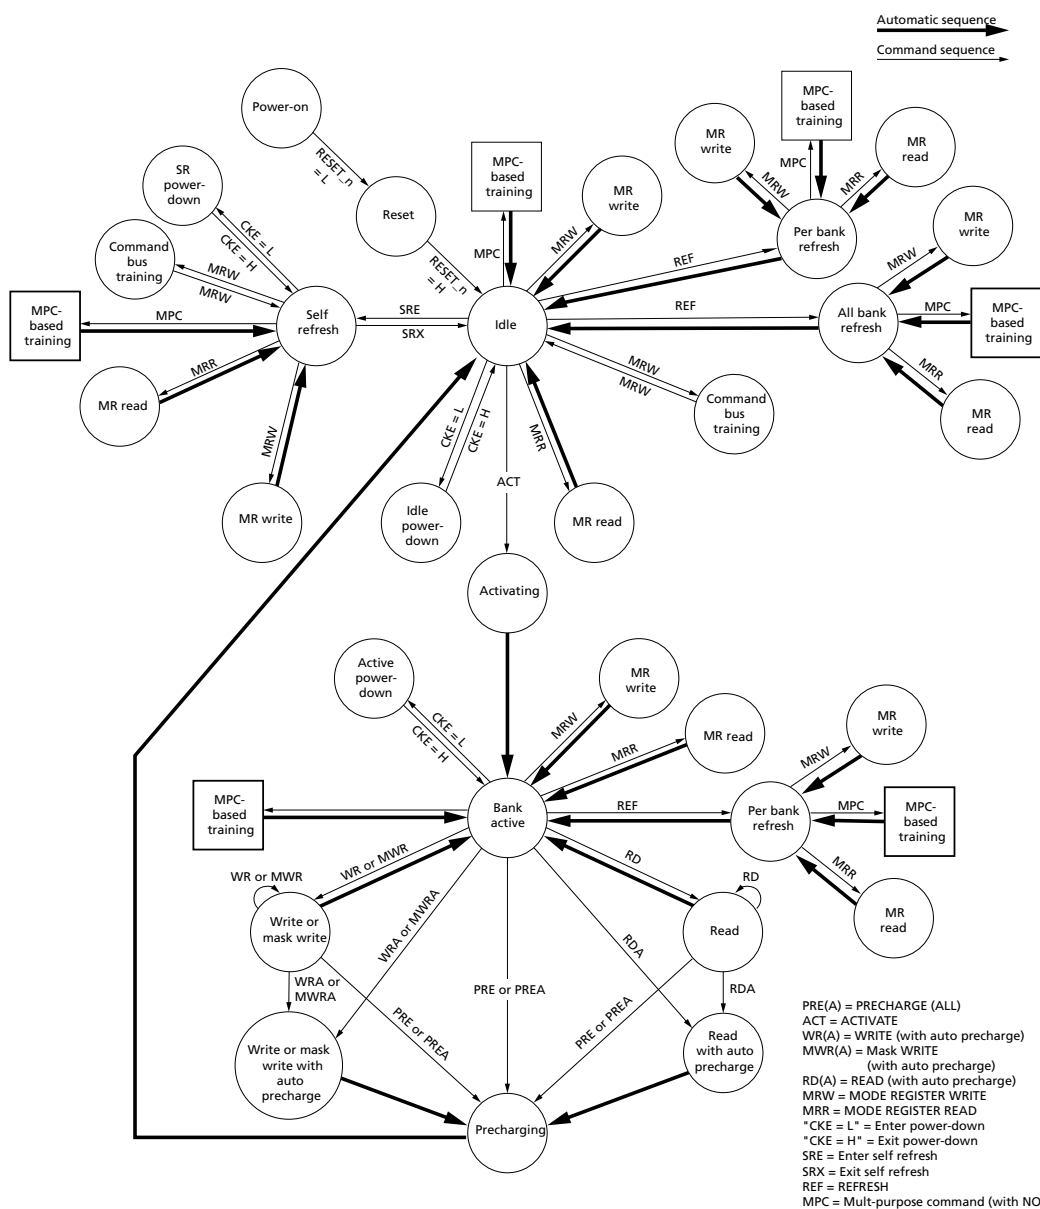 Automatic sequence
Command sequence
Power-on
RESET_n
= L
Reset
RESET_n
= H
SR
power-
down
CKE = L
CKE = H
Command
bus
training
MRW
MRW
MPC-
based
training
MPC
Self
refresh
MRR
MR read
MRW
MR write
SRE
SRX
MPC-
based
training
MPC
MR
write
MRW
Idle
REF
REF
MR
write
MRW
MPC-
based
training
MPC
MR
read
MRR
Per bank
refresh
MR
write
MRW
All bank
refresh
MPC
MPC-
based
training
MRR
MR
read
MRW
MRW
Command
bus
training
CKE = L
CKE = H
Idle
power-
down
ACT
MRR
MR read
Activating
Active
power-
down
CKE = L
CKE = H
MR
write
MRW
MR read
MRR
MPC-
based
training
Bank
active
REF
Per bank
refresh
MR
write
MRW
MPC
MPC-
based
training
MRR
MR
read
WR or MWR
WR or MWR
Write or
mask write
WRA or MWRA
WRA or
MWRA
PRE or PREA
PRE or PREA
RD
RD
Read
RDA
RDA
PRE or PREA
Write or mask
write with
auto
precharge
Read
with auto
precharge
Precharging
PRE(A) = PRECHARGE (ALL)
ACT = ACTIVATE
WR(A) = WRITE (with auto precharge)
MWR(A) = Mask WRITE
(with auto precharge)
RD(A) = READ (with auto precharge)
MRW = MODE REGISTER WRITE
MRR = MODE REGISTER READ
"CKE = L" = Enter power-down
"CKE = H" = Exit power-down
SRE = Enter self refresh
SRX = Exit self refresh
REF = REFRESH
MPC = Mult-purpose command (with NO